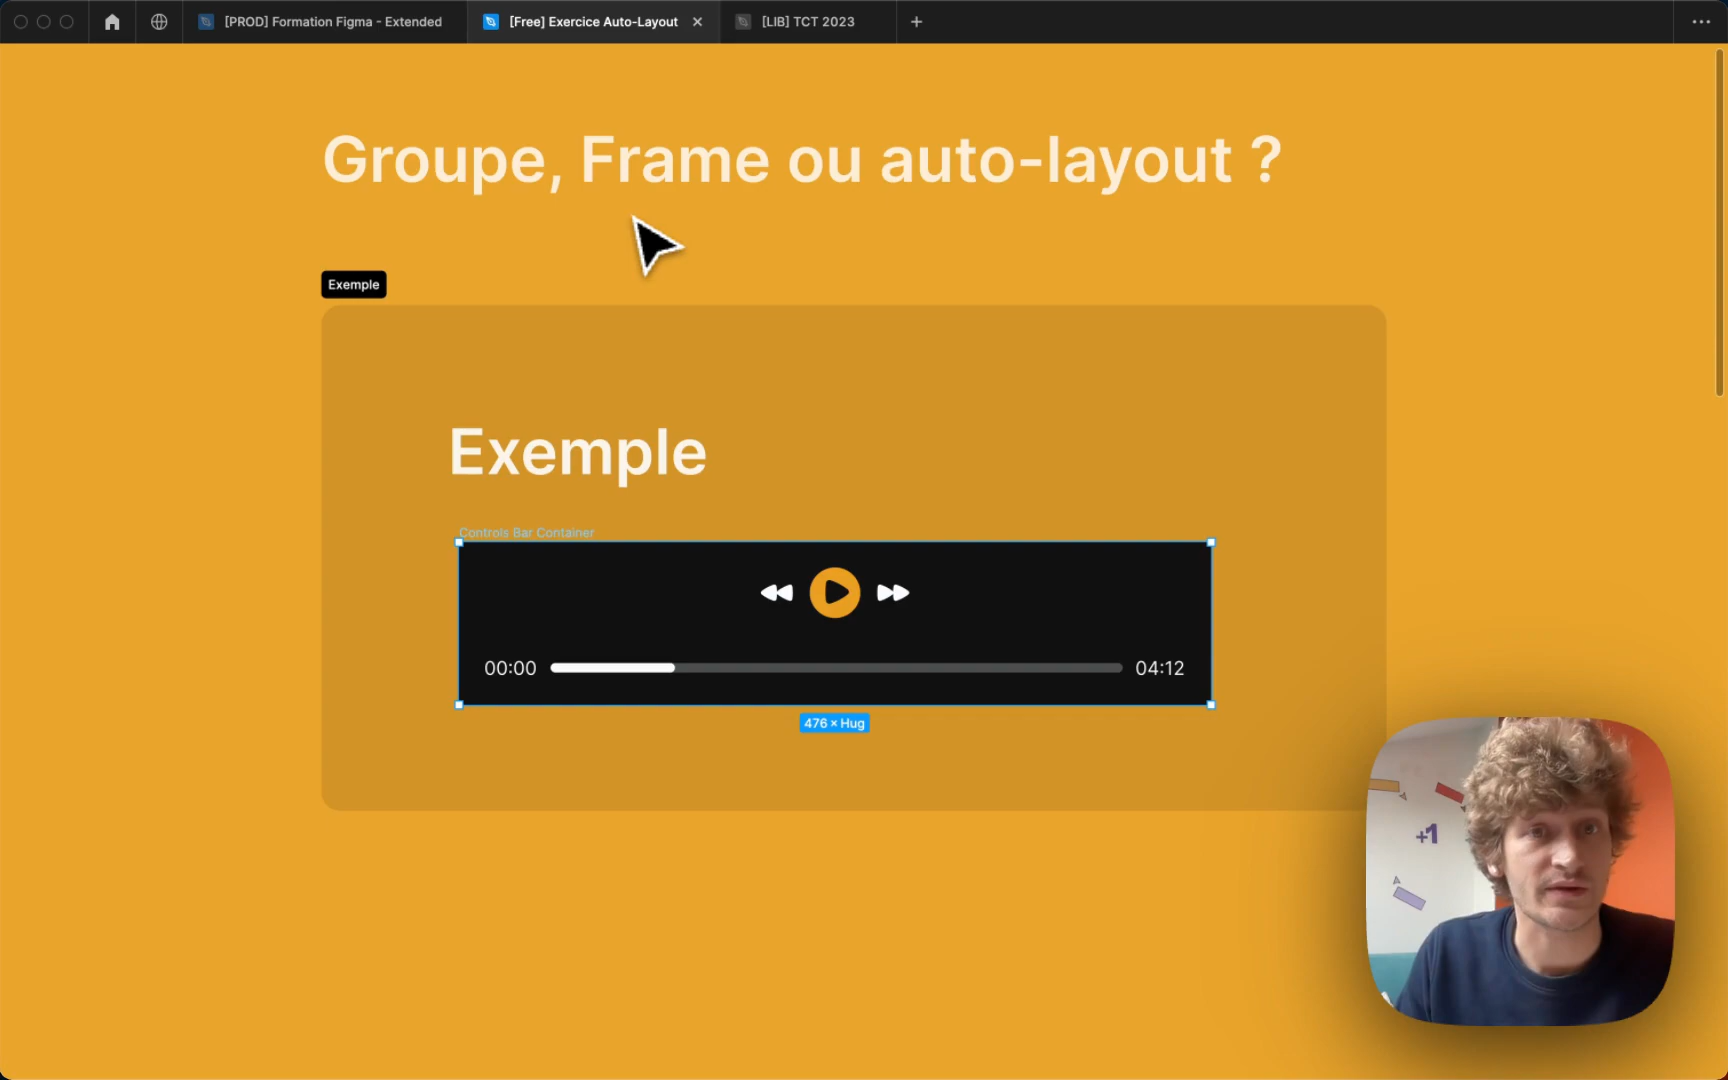 [PROD] Formation Figma - Extended
[Free] Exercice Auto-Layout
[LIB] TCT 2023
Groupe, Frame ou auto-layout ?
Exemple
Exemple
Controls Bar Container
00:00
04:12
476 × Hug
+1